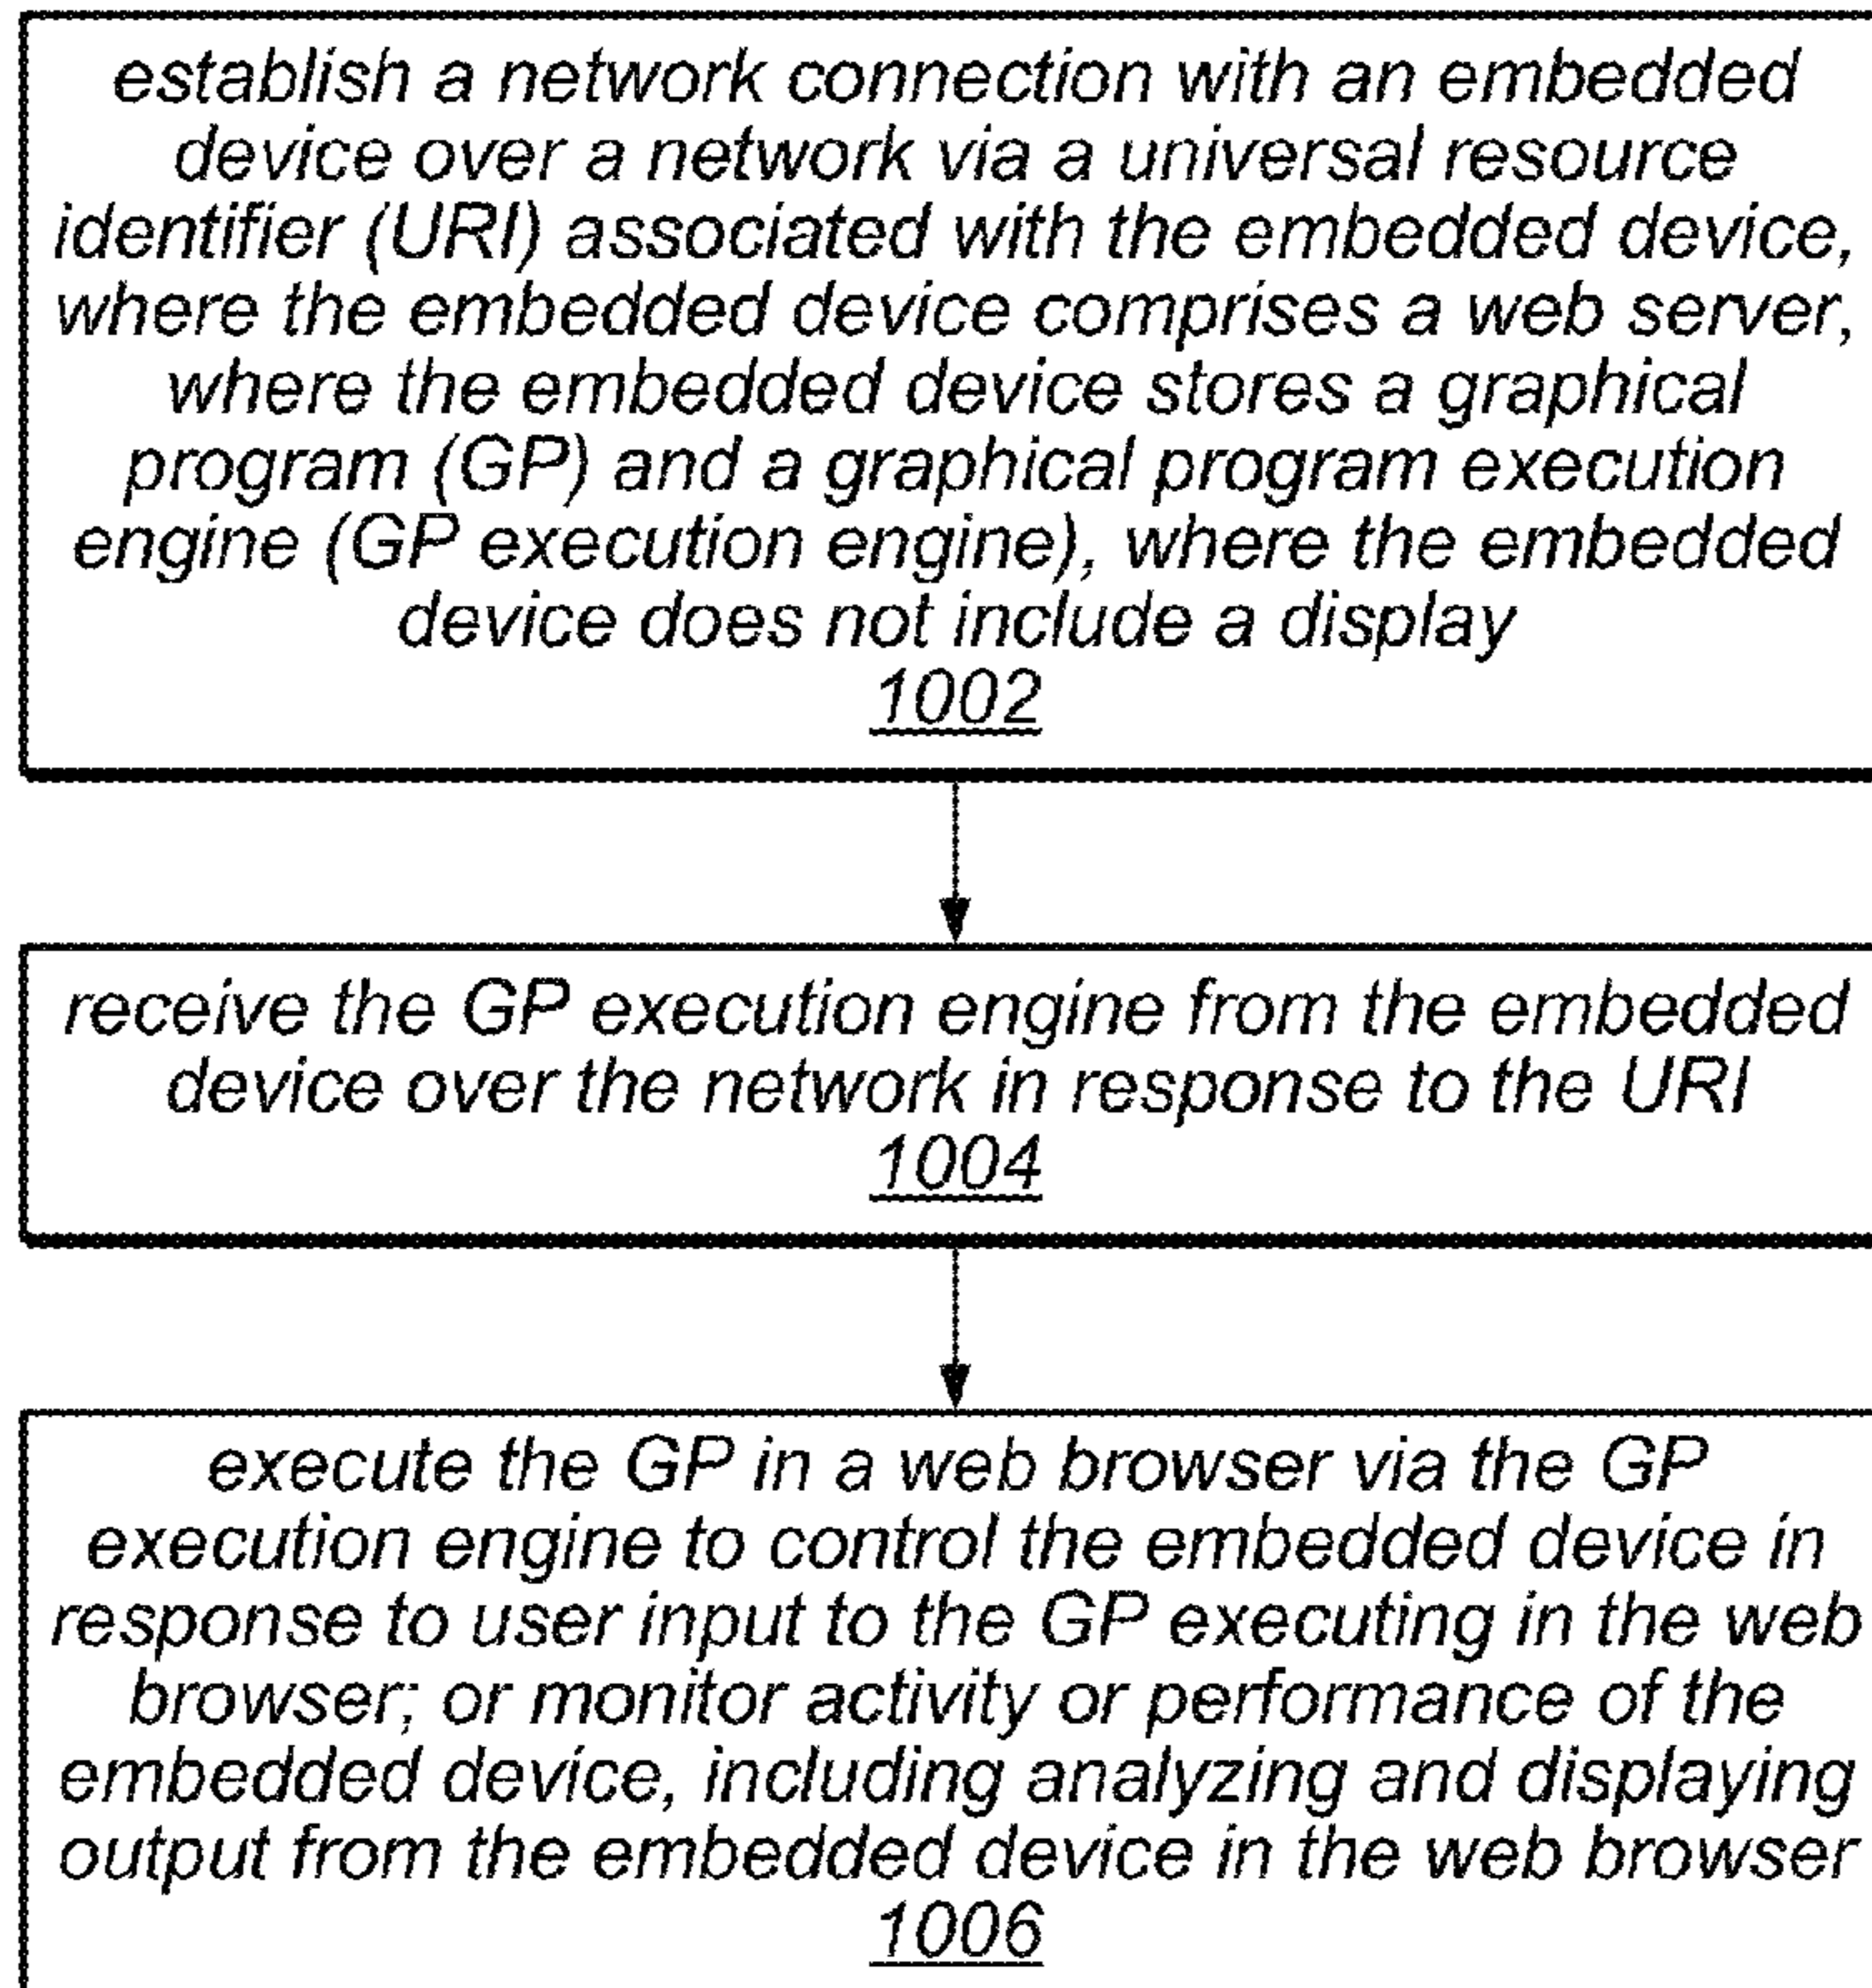 establish a network connection with an embedded
device over a network via a universal resource
identifier (URI) associated with the embedded device,
where the embedded device comprises a web server,
where the embedded device stores a graphical
program (GP) and a graphical program execution
engine (GP execution engine), where the embedded
device does not include a display
1002
receive the GP execution engine from the embedded
device over the network in response to the URI
1004
execute the GP in a web browser via the GP
execution engine to control the embedded device in
response to user input to the GP executing in the web
browser; or monitor activity or performance of the
embedded device, including analyzing and displaying
output from the embedded device in the web browser
1006